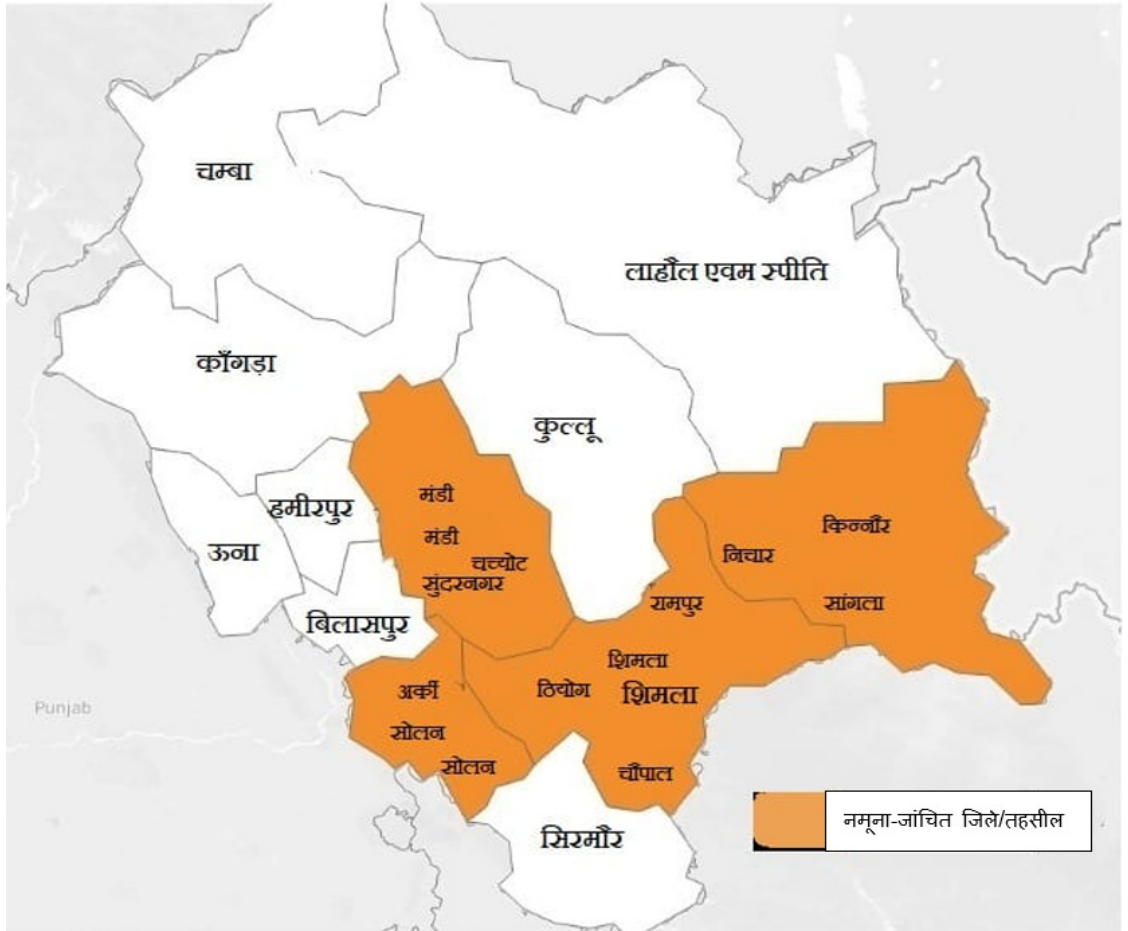 चम्बा
लाहौल एवम स्पीति
काँगड़ा
कुल्लू
मंडी
हमीरपुर
किन्नौर
मंडी
ऊना
निचार
चच्योट
सुंदरनगर
रामपुर
सांगला
बिलासपुर
शिमला
अर्की
ठियोग
शिमला
Punjab
सोलन
सोलन
चौपाल
नमूना-जांचित जिले/तहसील
सिरमौर